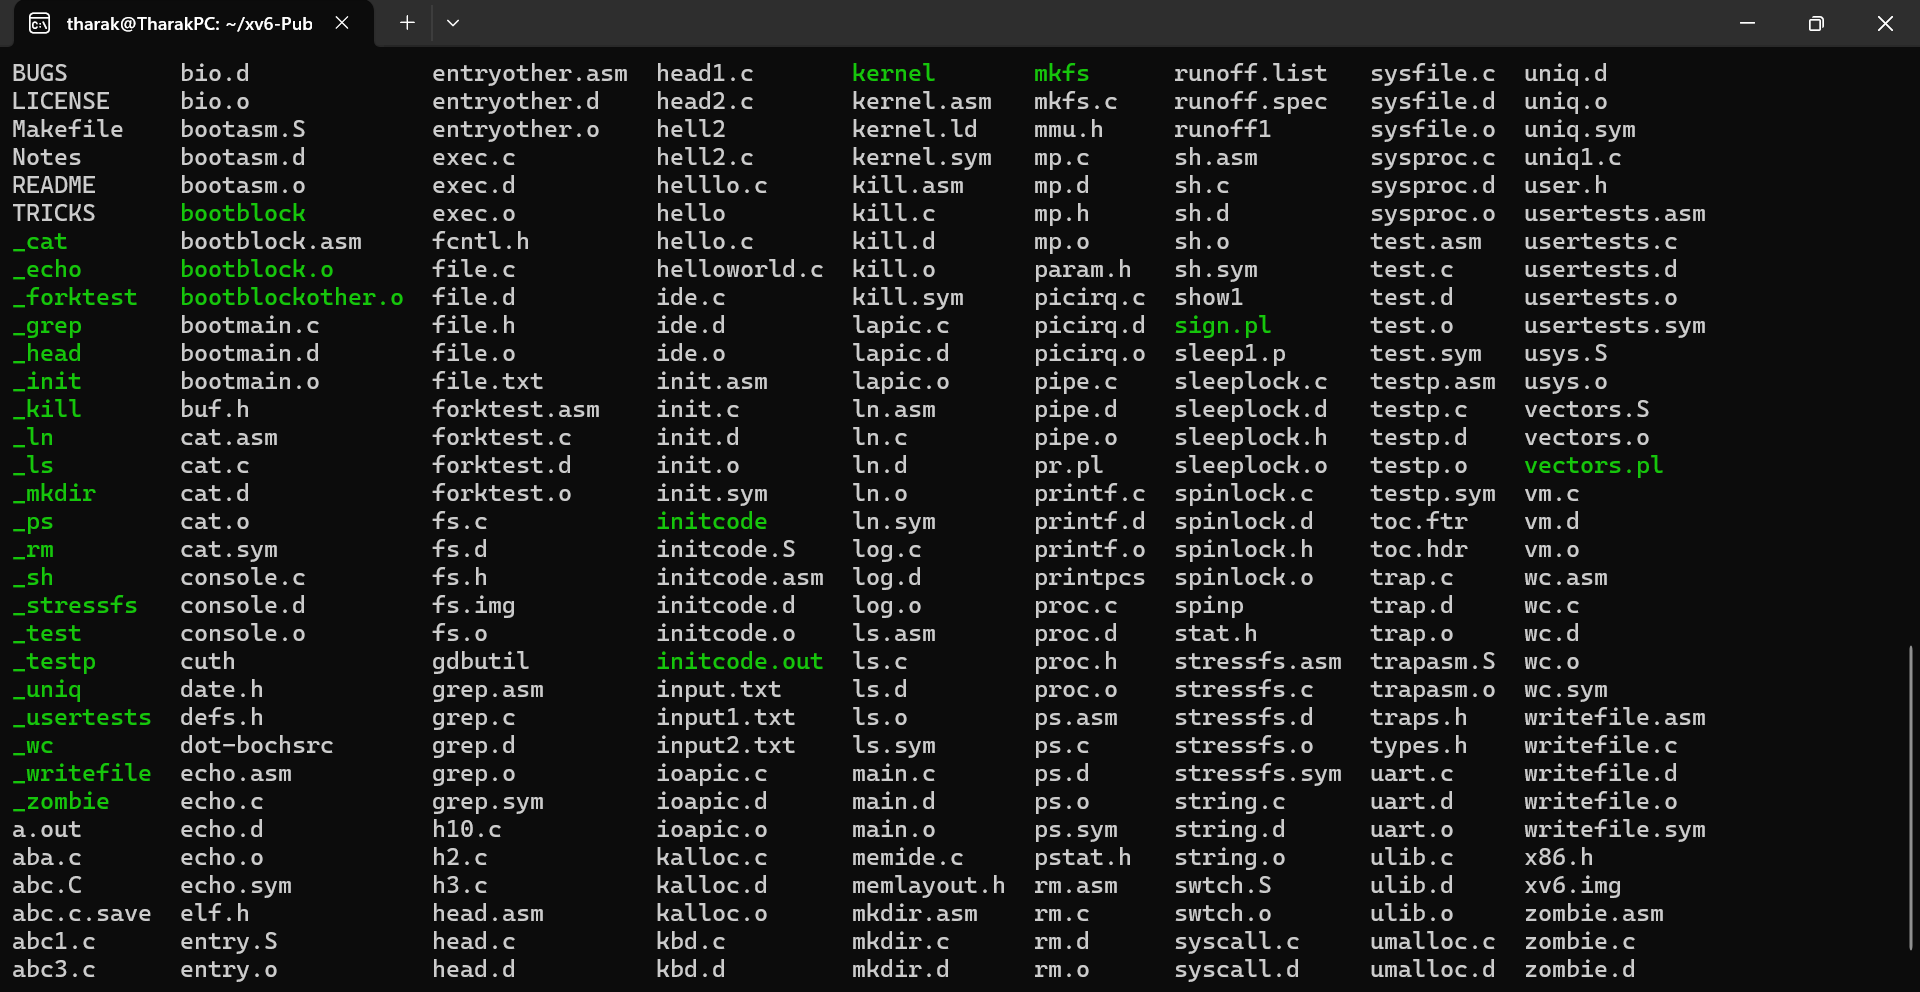 tharak@TharakPC: ~/xv6-Pub
BUGS bio.d entryother.asm head1.c kernel mkfs runoff.list sysfile.c uniq.d
LICENSE bio.o entryother.d head2.c kernel.asm mkfs.c runoff.spec sysfile.d uniq.o
Makefile bootasm.S entryother.o hell2 kernel.ld mmu.h runoff1 sysfile.o uniq.sym
Notes bootasm.d exec.c hell2.c kernel.sym mp.c sh.asm sysproc.c uniq1.c
README bootasm.o exec.d helllo.c kill.asm mp.d sh.c sysproc.d user.h
TRICKS bootblock exec.o hello kill.c mp.h sh.d sysproc.o usertests.asm
_cat bootblock.asm fcntl.h hello.c kill.d mp.o sh.o test.asm usertests.c
_echo bootblock.o file.c helloworld.c kill.o param.h sh.sym test.c usertests.d
_forktest bootblockother.o file.d ide.c kill.sym picirq.c show1 test.d usertests.o
_grep bootmain.c file.h ide.d lapic.c picirq.d sign.pl test.o usertests.sym
_head bootmain.d file.o ide.o lapic.d picirq.o sleep1.p test.sym usys.S
_init bootmain.o file.txt init.asm lapic.o pipe.c sleeplock.c testp.asm usys.o
_kill buf.h forktest.asm init.c ln.asm pipe.d sleeplock.d testp.c vectors.S
_ln cat.asm forktest.c init.d ln.c pipe.o sleeplock.h testp.d vectors.o
_ls cat.c forktest.d init.o ln.d pr.pl sleeplock.o testp.o vectors.pl
_mkdir cat.d forktest.o init.sym ln.o printf.c spinlock.c testp.sym vm.c
_ps cat.o fs.c initcode ln.sym printf.d spinlock.d toc.ftr vm.d
_rm cat.sym fs.d initcode.S log.c printf.o spinlock.h toc.hdr vm.o
_sh console.c fs.h initcode.asm log.d printpcs spinlock.o trap.c wc.asm
_stressfs console.d fs.img initcode.d log.o proc.c spinp trap.d wc.c
_test console.o fs.o initcode.o ls.asm proc.d stat.h trap.o wc.d
_testp cuth gdbutil initcode.out ls.c proc.h stressfs.asm trapasm.S wc.o
_uniq date.h grep.asm input.txt ls.d proc.o stressfs.c trapasm.o wc.sym
_usertests defs.h grep.c input1.txt ls.o ps.asm stressfs.d traps.h writefile.asm
_wc dot-bochsrc grep.d input2.txt ls.sym ps.c stressfs.o types.h writefile.c
_writefile echo.asm grep.o ioapic.c main.c ps.d stressfs.sym uart.c writefile.d
_zombie echo.c grep.sym ioapic.d main.d ps.o string.c uart.d writefile.o
a.out echo.d h10.c ioapic.o main.o ps.sym string.d uart.o writefile.sym
aba.c echo.o h2.c kalloc.c memide.c pstat.h string.o ulib.c x86.h
abc.C echo.sym h3.c kalloc.d memlayout.h rm.asm swtch.S ulib.d xv6.img
abc.c.save elf.h head.asm kalloc.o mkdir.asm rm.c swtch.o ulib.o zombie.asm
abc1.c entry.S head.c kbd.c mkdir.c rm.d syscall.c umalloc.c zombie.c
abc3.c entry.o head.d kbd.d mkdir.d rm.o syscall.d umalloc.d zombie.d